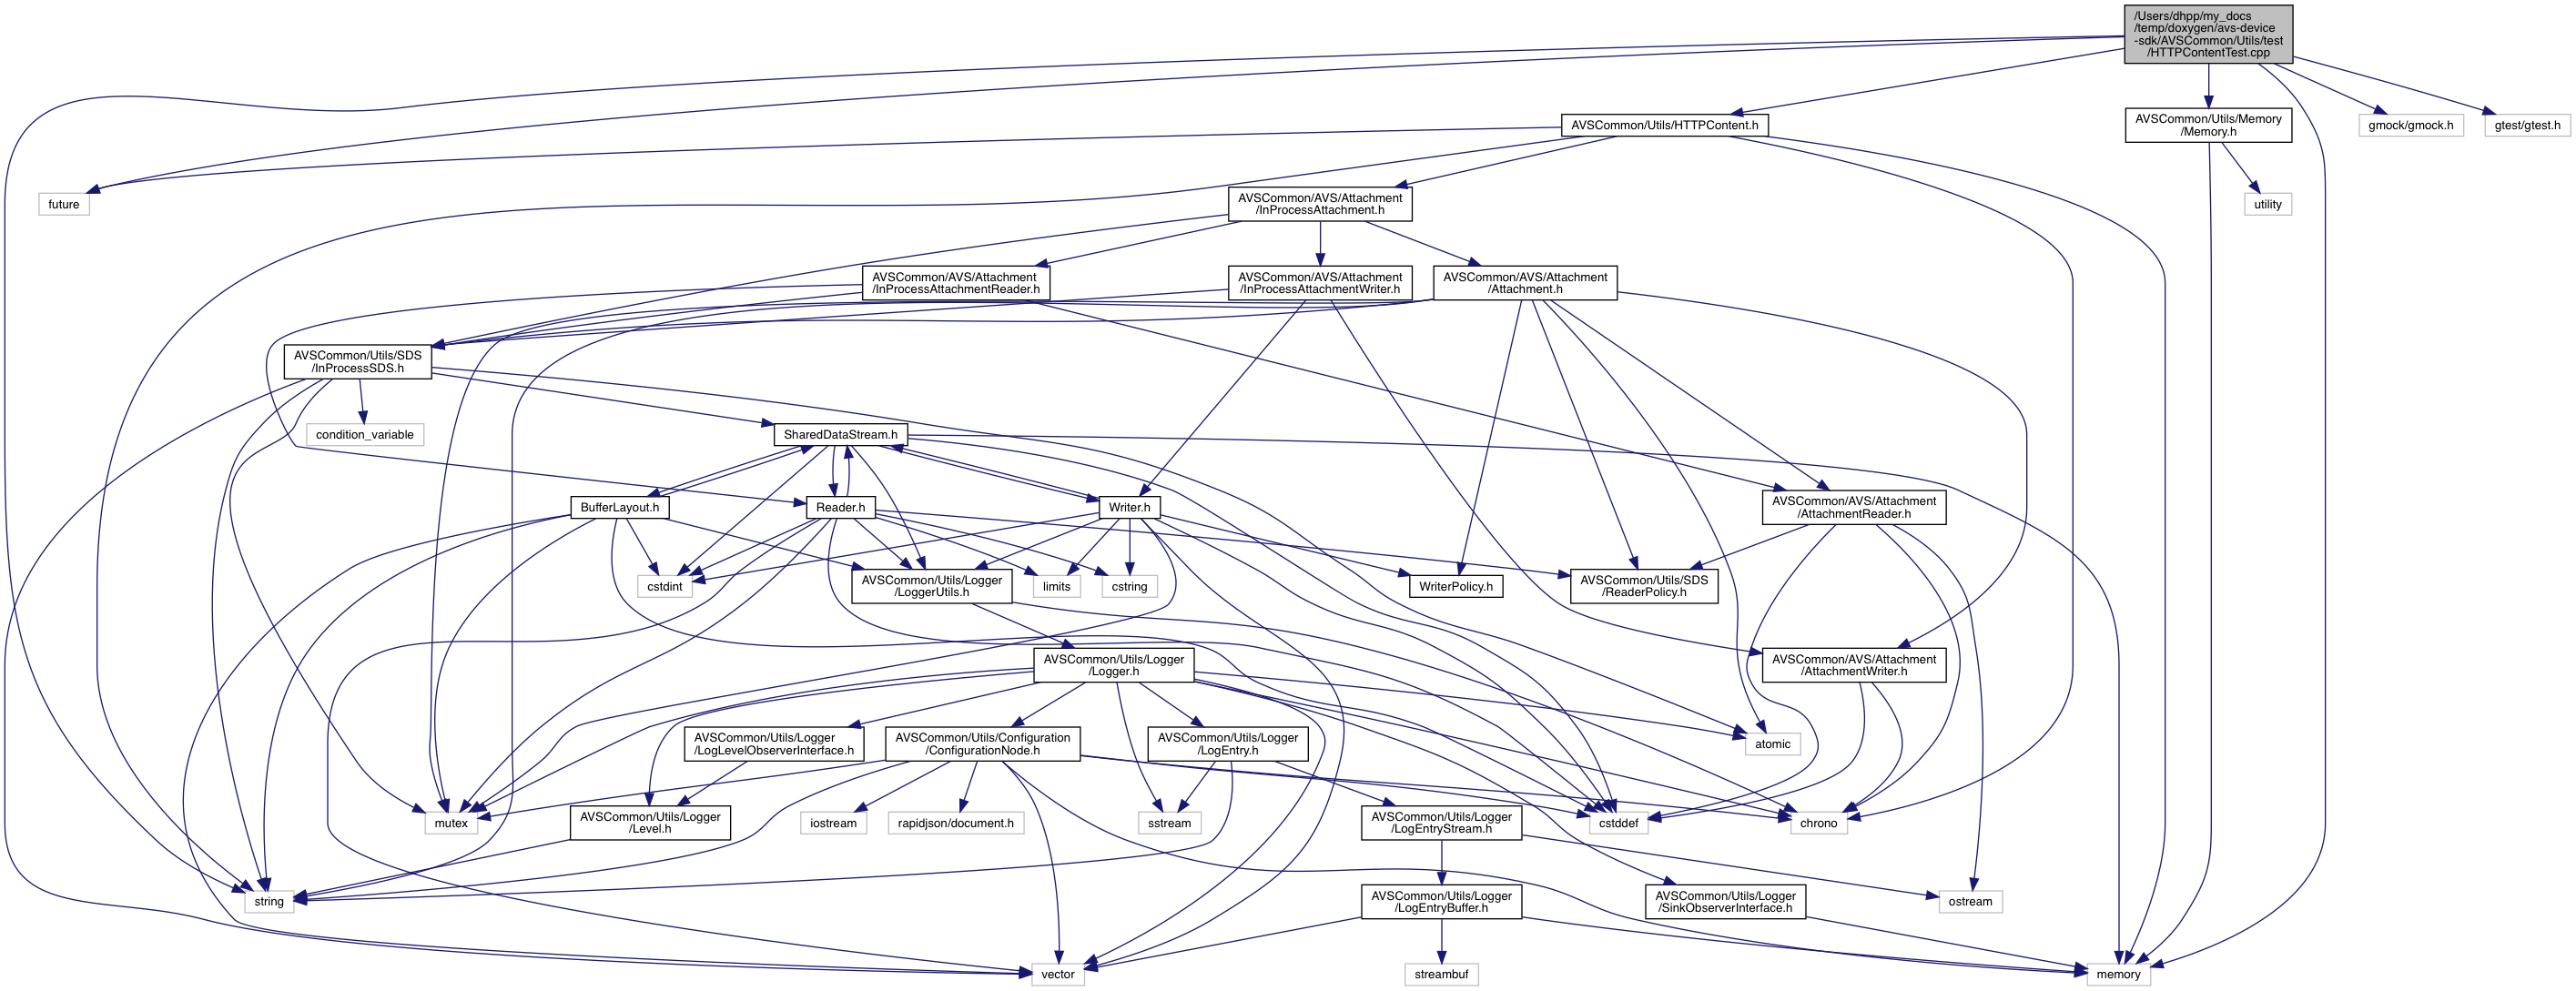 /Users/dhpp/my_docs
/temp/doxygen/avs-device
-sdk/AVSCommon/Utils/test
/HTTPContentTest.cpp
AVSCommon/Utils/HTTPContent.h
AVSCommon/Utils/Memory
/Memory.h
gmock/gmock.h
gtest/gtest.h
future
AVSCommon/AVS/Attachment
/InProcessAttachment.h
utility
AVSCommon/AVS/Attachment
/InProcessAttachmentReader.h
AVSCommon/AVS/Attachment
/InProcessAttachmentWriter.h
AVSCommon/AVS/Attachment
/Attachment.h
AVSCommon/Utils/SDS
/InProcessSDS.h
condition_variable
SharedDataStream.h
BufferLayout.h
Reader.h
Writer.h
AVSCommon/AVS/Attachment
/AttachmentReader.h
cstdint
AVSCommon/Utils/Logger
/LoggerUtils.h
limits
cstring
WriterPolicy.h
AVSCommon/Utils/SDS
/ReaderPolicy.h
AVSCommon/Utils/Logger
/Logger.h
AVSCommon/AVS/Attachment
/AttachmentWriter.h
AVSCommon/Utils/Logger
/LogLevelObserverInterface.h
AVSCommon/Utils/Configuration
/ConfigurationNode.h
AVSCommon/Utils/Logger
/LogEntry.h
atomic
mutex
AVSCommon/Utils/Logger
/Level.h
iostream
rapidjson/document.h
sstream
AVSCommon/Utils/Logger
/LogEntryStream.h
cstddef
chrono
string
AVSCommon/Utils/Logger
/LogEntryBuffer.h
AVSCommon/Utils/Logger
/SinkObserverInterface.h
ostream
vector
streambuf
memory